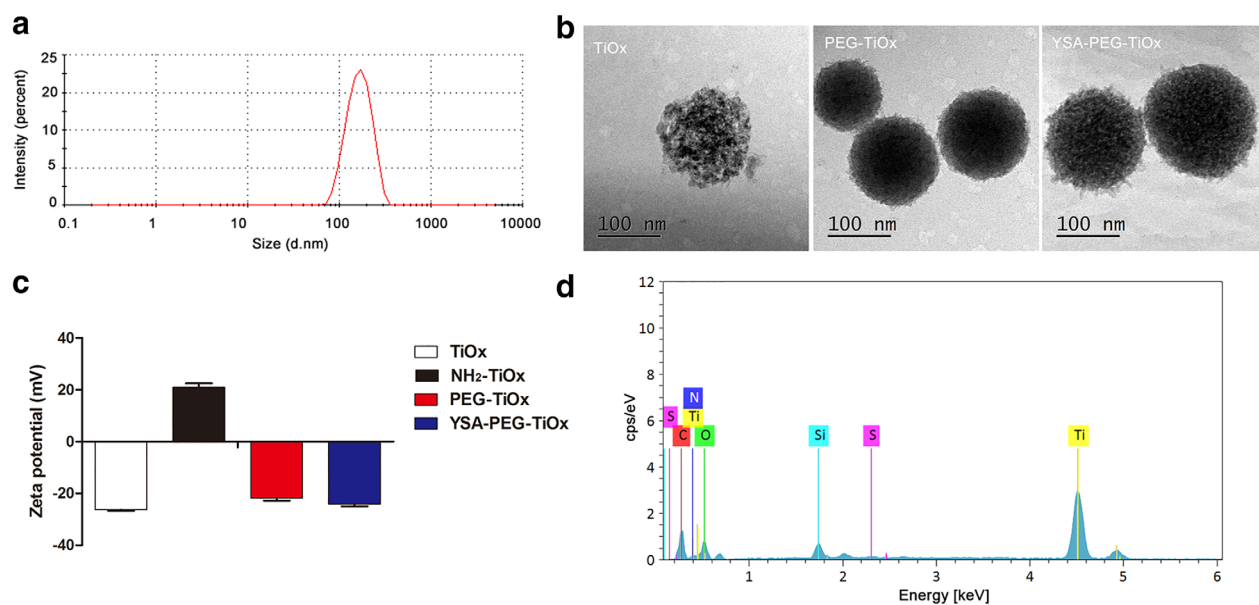 a
25
20
10
5
0
Intensity (percent)
0.1
1
10
100
1000
10000
Size (d.nm)
b
TiOx
100 nm
PEG-TiOx
100 nm
YSA-PEG-TiOx
100 nm
c
40
20
0
-20
-40
Zeta potential (mV)
TiOx
NH₂-TiOx
PEG-TiOx
YSA-PEG-TiOx
d
12
10
8
6
4
2
0
cps/eV
N
S
Ti
C
O
Si
S
Ti
1
2
3
4
5
6
Energy [keV]